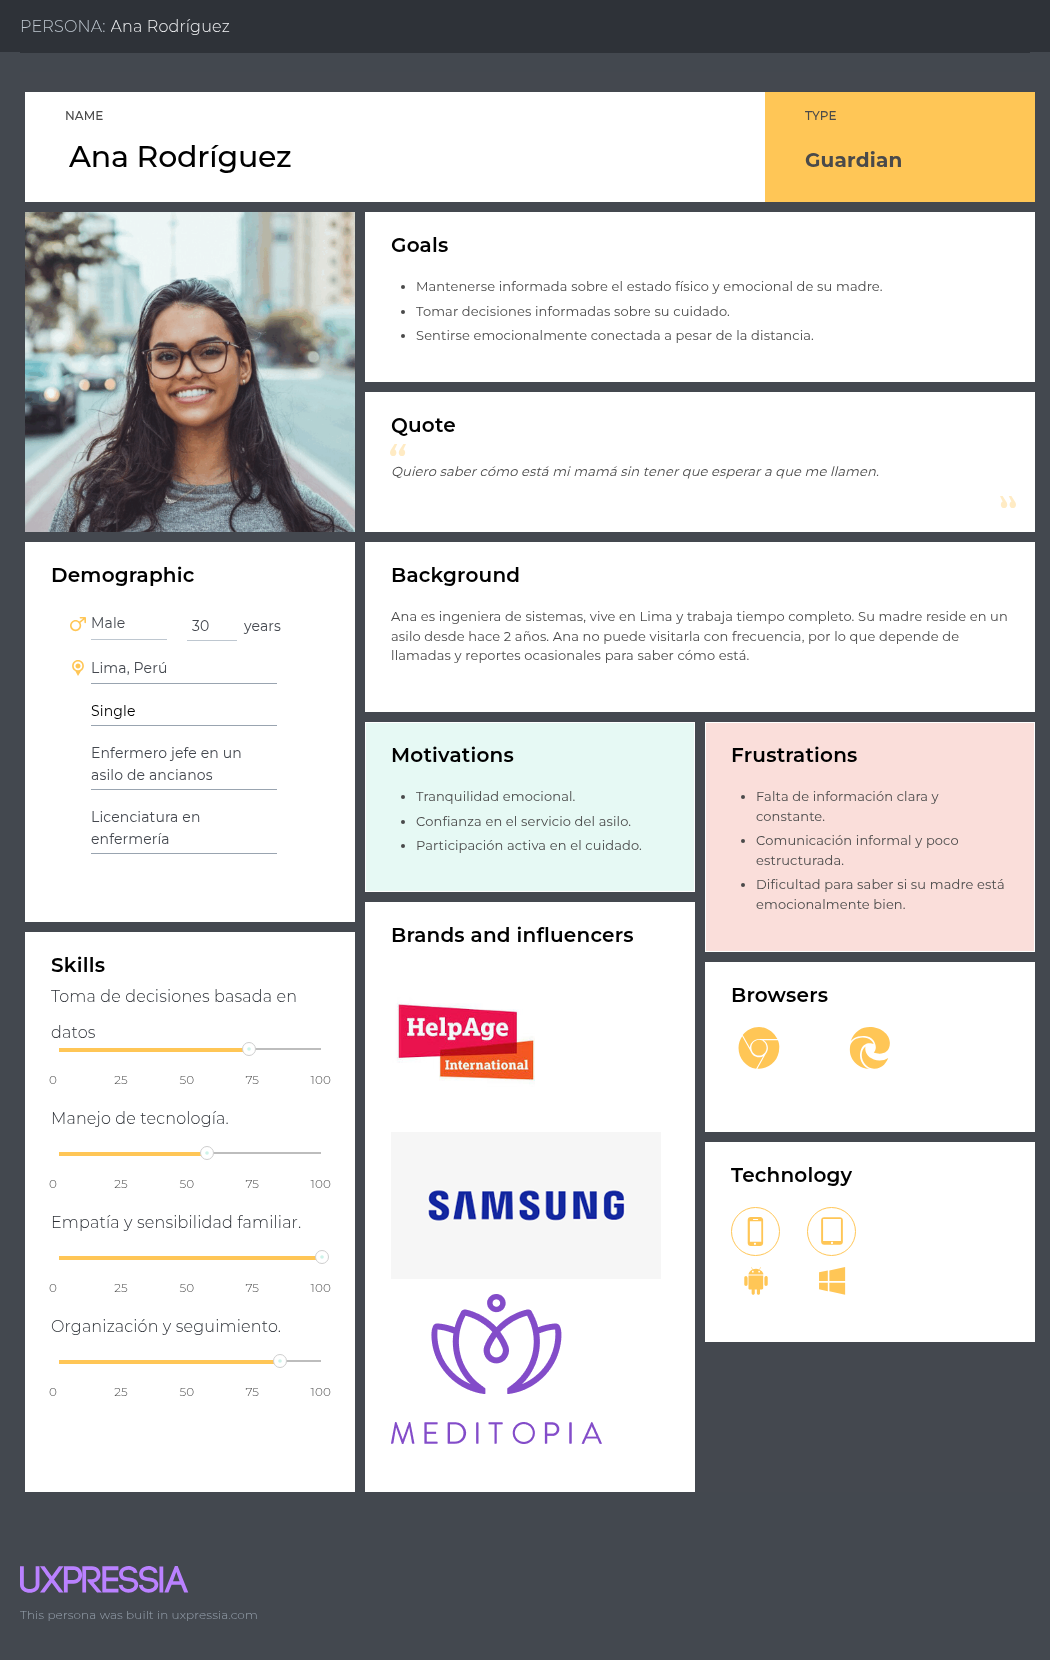 PERSONA: Ana Rodríguez
NAME
Ana Rodríguez
TYPE
Guardian
Goals
Mantenerse informada sobre el estado físico y emocional de su madre.
Tomar decisiones informadas sobre su cuidado.
Sentirse emocionalmente conectada a pesar de la distancia.
Quote
“
Quiero saber cómo está mi mamá sin tener que esperar a que me llamen.
”
Demographic
Male
30 years
Lima, Perú
Single
Enfermero jefe en un
asilo de ancianos
Licenciatura en
enfermería
Background
Ana es ingeniera de sistemas, vive en Lima y trabaja tiempo completo. Su madre reside en un
asilo desde hace 2 años. Ana no puede visitarla con frecuencia, por lo que depende de
llamadas y reportes ocasionales para saber cómo está.
Motivations
Tranquilidad emocional.
Confianza en el servicio del asilo.
Participación activa en el cuidado.
Frustrations
Falta de información clara y
constante.
Comunicación informal y poco
estructurada.
Dificultad para saber si su madre está
emocionalmente bien.
Skills
Toma de decisiones basada en
datos
0 25 50 75 100
Manejo de tecnología.
0 25 50 75 100
Empatía y sensibilidad familiar.
0 25 50 75 100
Organización y seguimiento.
0 25 50 75 100
Brands and influencers
HelpAge
International
SAMSUNG
MEDITOPIA
Browsers
Technology
UXPRESSIA
This persona was built in uxpressia.com